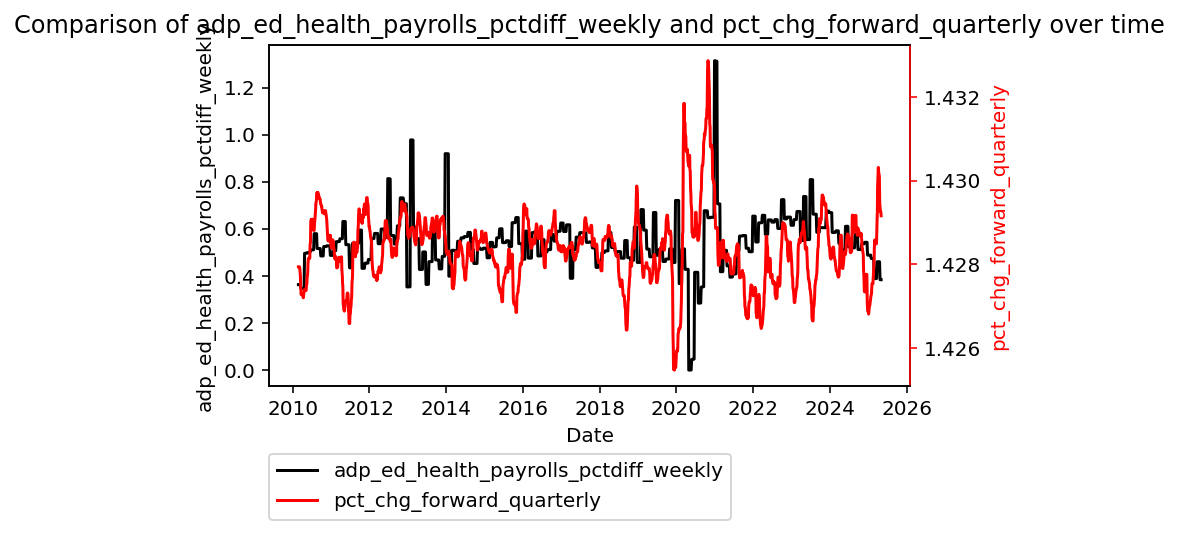 Comparison of adp_ed_health_payrolls_pctdiff_weekly and pct_chg_forward_quarterly over time
adp_ed_health_payrolls_pctdiff_weekly
1.2
1.0
0.8
0.6
0.4
0.2
0.0
1.432
1.430
1.428
1.426
pct_chg_forward_quarterly
2010 2012 2014 2016 2018 2020 2022 2024 2026
Date
adp_ed_health_payrolls_pctdiff_weekly
pct_chg_forward_quarterly